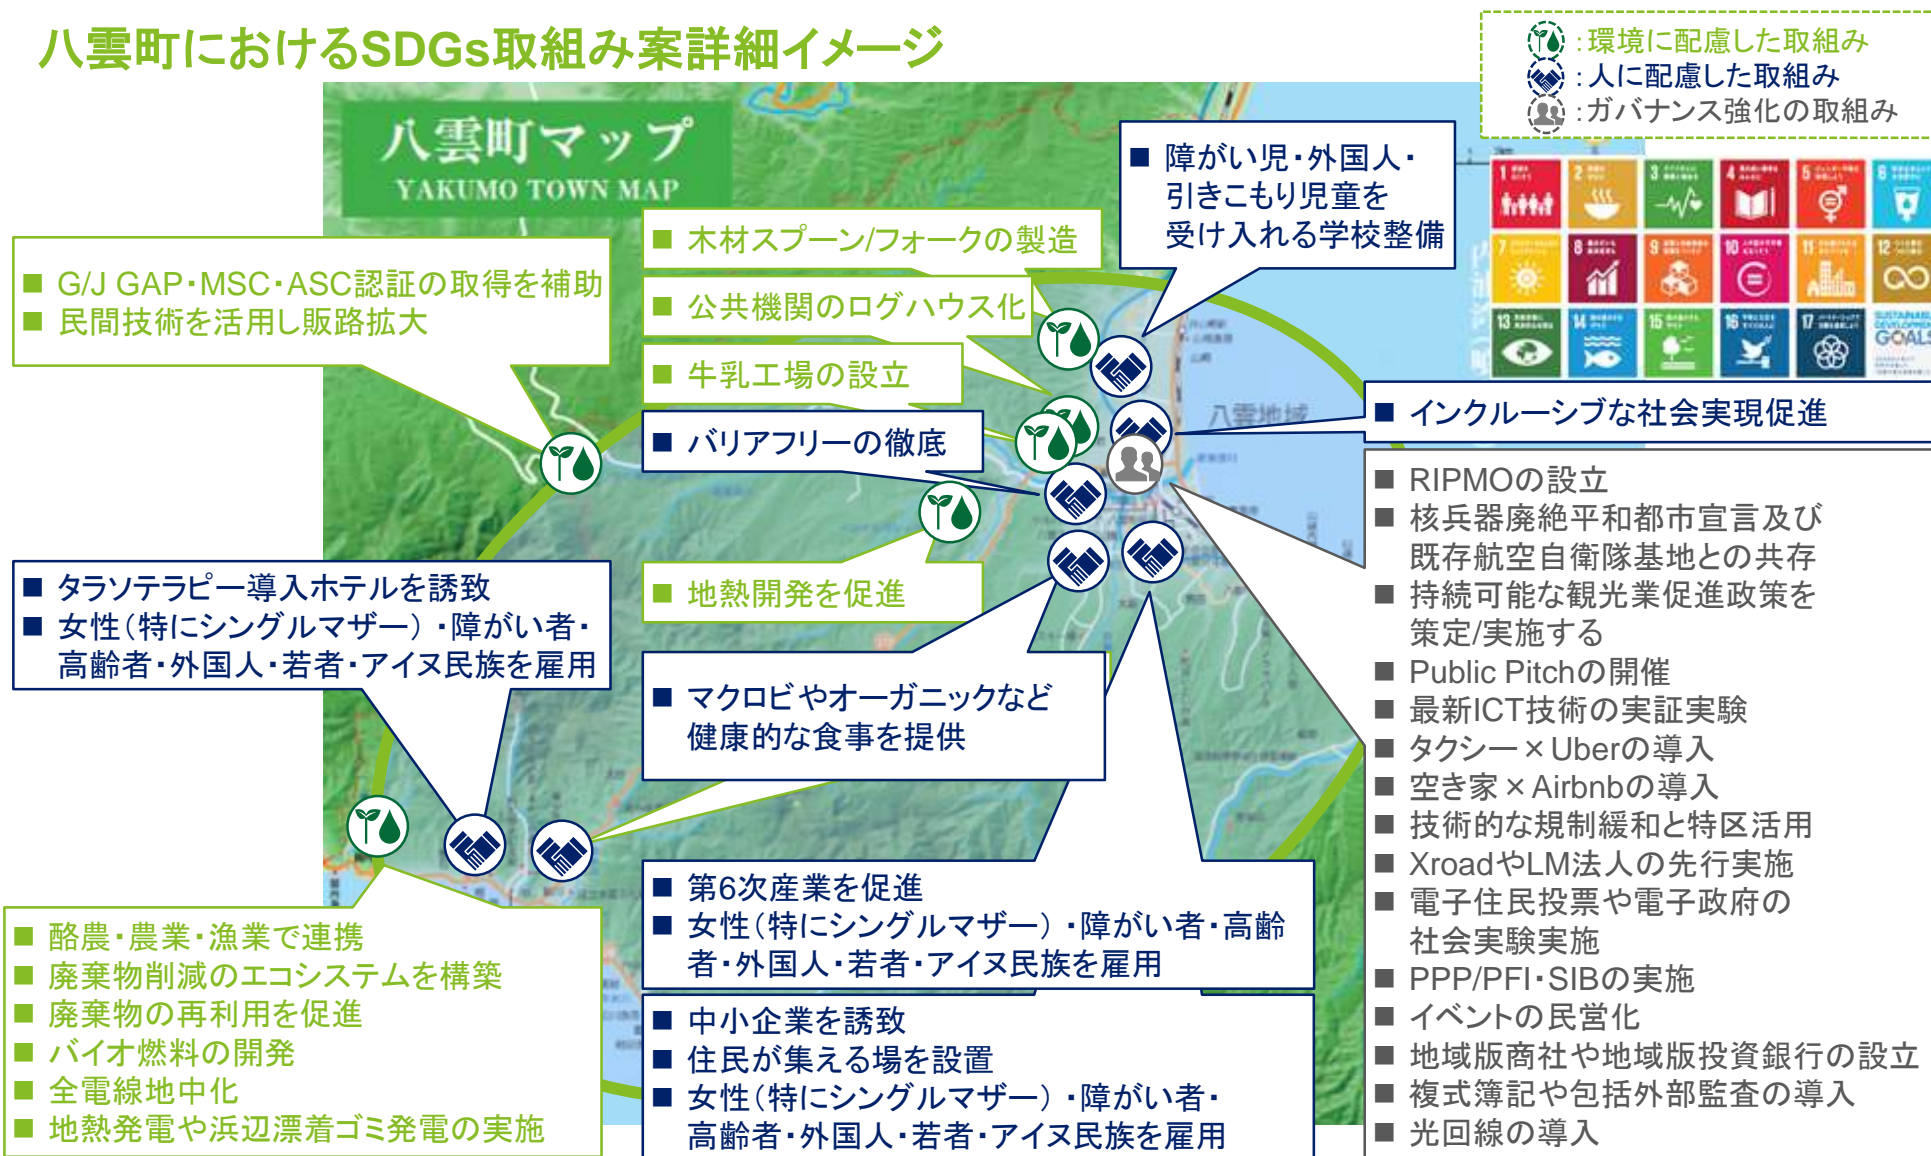 八雲町におけるSDGs取組み案詳細イメージ
:環境に配慮した取組み
:人に配慮した取組み
:ガバナンス強化の取組み
八雲町マップ
YAKUMO TOWN MAP
■ 障がい児・外国人・
引きこもり児童を
受け入れる学校整備
■ 木材スプーン/フォークの製造
■ 公共機関のログハウス化
■ 牛乳工場の設立
■ バリアフリーの徹底
■ G/J GAP・MSC・ASC認証の取得を補助
■ 民間技術を活用し販路拡大
1
2
3
4
5
6
7
8
9
10
11
12
13
14
15
16
17
SUSTAINABLE
DEVELOPMENT
GOALS
八雲地域
■ インクルーシブな社会実現促進
■ 地熱開発を促進
■ タラソテラピー導入ホテルを誘致
■ 女性(特にシングルマザー)・障がい者・
高齢者・外国人・若者・アイヌ民族を雇用
■ マクロビやオーガニックなど
健康的な食事を提供
■ RIPMOの設立
■ 核兵器廃絶平和都市宣言及び
既存航空自衛隊基地との共存
■ 持続可能な観光業促進政策を
策定/実施する
■ Public Pitchの開催
■ 最新ICT技術の実証実験
■ タクシー×Uberの導入
■ 空き家×Airbnbの導入
■ 技術的な規制緩和と特区活用
■ XroadやLM法人の先行実施
■ 電子住民投票や電子政府の
社会実験実施
■ PPP/PFI・SIBの実施
■ イベントの民営化
■ 地域版商社や地域版投資銀行の設立
■ 複式簿記や包括外部監査の導入
■ 光回線の導入
■ 酪農・農業・漁業で連携
■ 廃棄物削減のエコシステムを構築
■ 廃棄物の再利用を促進
■ バイオ燃料の開発
■ 全電線地中化
■ 地熱発電や浜辺漂着ゴミ発電の実施
■ 第6次産業を促進
■ 女性(特にシングルマザー)・障がい者・高齢
者・外国人・若者・アイヌ民族を雇用
■ 中小企業を誘致
■ 住民が集える場を設置
■ 女性(特にシングルマザー)・障がい者・
高齢者・外国人・若者・アイヌ民族を雇用